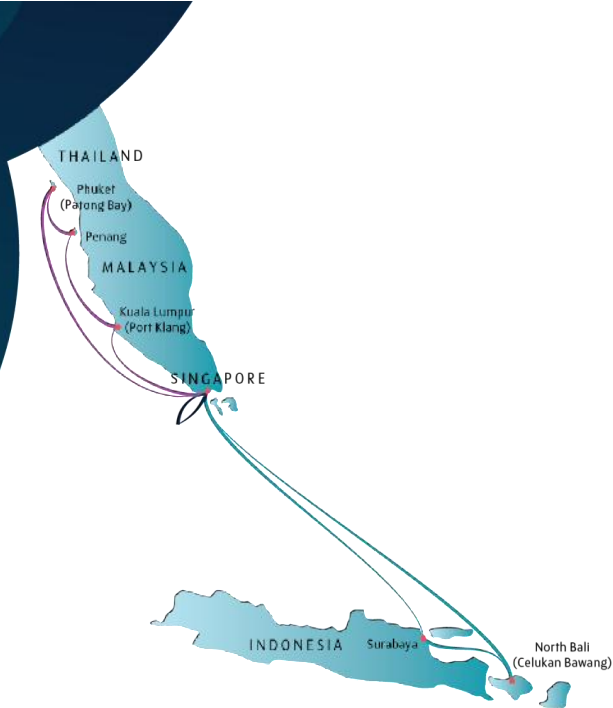 THAILAND
Phuket
(Patong Bay)
Penang
MALAYSIA
Kuala Lumpur
(Port Klang)
SINGAPORE
INDONESIA
Surabaya
North Bali
(Celukan Bawang)